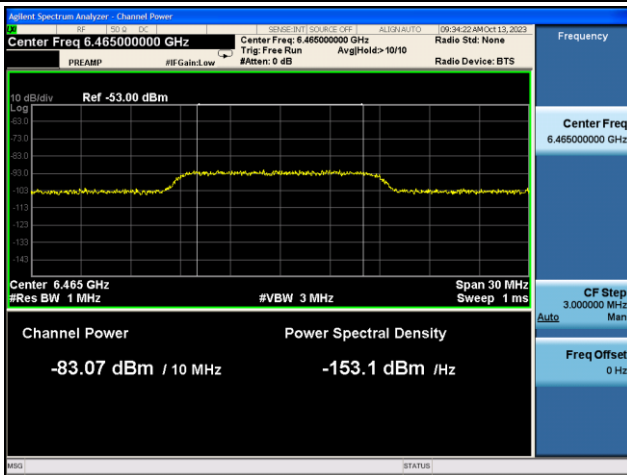 Agilent Spectrum Analyzer - Channel Power
RF 50 Ω DC SENSE:INT SOURCE OFF ALIGN AUTO 09:34:22 AM Oct 13, 2023
Center Freq 6.465000000 GHz Center Freq: 6.465000000 GHz Radio Std: None
Trig: Free Run Avg|Hold:> 10/10
PREAMP #IFGain:Low #Atten: 0 dB Radio Device: BTS
10 dB/div Ref -53.00 dBm
Log
-63.0
-73.0
-83.0
-93.0
-103
-113
-123
-133
-143
Center 6.465 GHz Span 30 MHz
#Res BW 1 MHz #VBW 3 MHz Sweep 1 ms
Channel Power Power Spectral Density
-83.07 dBm / 10 MHz -153.1 dBm /Hz
MSG STATUS
Frequency
Center Freq
6.465000000 GHz
CF Step
3.000000 MHz
Auto Man
Freq Offset
0 Hz